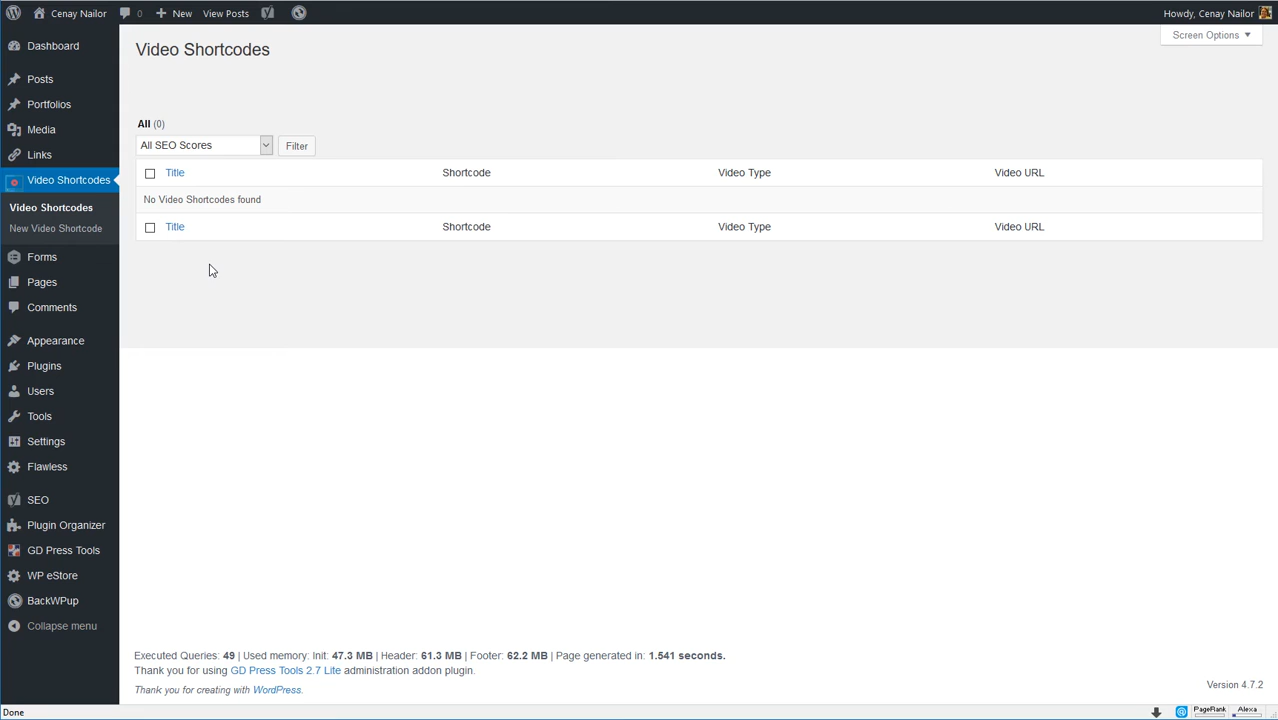 Cenay Nailor
0
New
View Posts
Howdy, Cenay Nailor
Screen Options
Dashboard
Posts
Portfolios
Media
Links
Video Shortcodes
Video Shortcodes
New Video Shortcode
Forms
Pages
Comments
Appearance
Plugins
Users
Tools
Settings
Flawless
SEO
Plugin Organizer
GD Press Tools
WP eStore
BackWPup
Collapse menu
Video Shortcodes
All (0)
All SEO Scores
Filter
Title Shortcode Video Type Video URL
No Video Shortcodes found
Title Shortcode Video Type Video URL
Executed Queries: 49 | Used memory: Init: 47.3 MB | Header: 61.3 MB | Footer: 62.2 MB | Page generated in: 1.541 seconds.
Thank you for using GD Press Tools 2.7 Lite administration addon plugin.
Thank you for creating with WordPress.
Version 4.7.2
Done
PageRank
Alexa